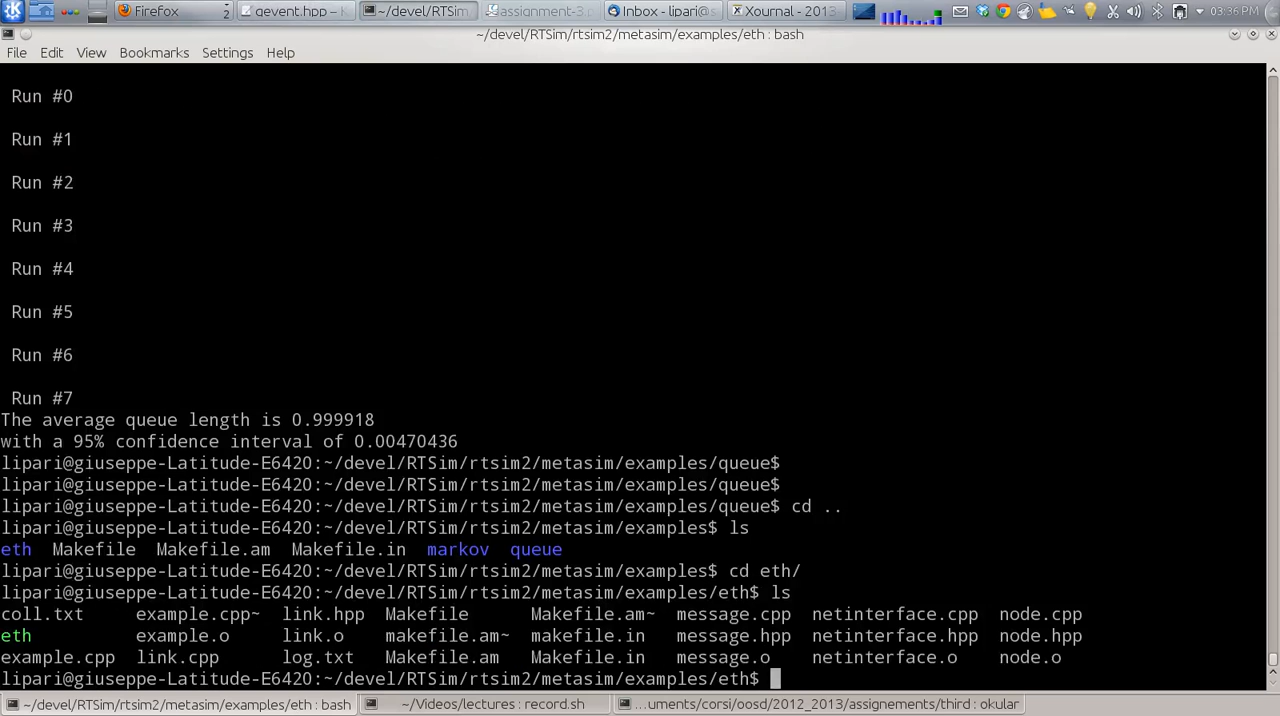 Firefox 2 gevent.hpp – K ~/devel/RTSim assignment-3.p Inbox - lipari@ Xournal - 2013 03:36 PM
~/devel/RTSim/rtsim2/metasim/examples/eth : bash
File Edit View Bookmarks Settings Help
Run #0
Run #1
Run #2
Run #3
Run #4
Run #5
Run #6
Run #7
The average queue length is 0.999918
with a 95% confidence interval of 0.00470436
lipari@giuseppe-Latitude-E6420:~/devel/RTSim/rtsim2/metasim/examples/queue$
lipari@giuseppe-Latitude-E6420:~/devel/RTSim/rtsim2/metasim/examples/queue$
lipari@giuseppe-Latitude-E6420:~/devel/RTSim/rtsim2/metasim/examples/queue$ cd ..
lipari@giuseppe-Latitude-E6420:~/devel/RTSim/rtsim2/metasim/examples$ ls
eth Makefile Makefile.am Makefile.in markov queue
lipari@giuseppe-Latitude-E6420:~/devel/RTSim/rtsim2/metasim/examples$ cd eth/
lipari@giuseppe-Latitude-E6420:~/devel/RTSim/rtsim2/metasim/examples/eth$ ls
coll.txt example.cpp~ link.hpp Makefile Makefile.am~ message.cpp netinterface.cpp node.cpp
eth example.o link.o makefile.am~ makefile.in message.hpp netinterface.hpp node.hpp
example.cpp link.cpp log.txt Makefile.am Makefile.in message.o netinterface.o node.o
lipari@giuseppe-Latitude-E6420:~/devel/RTSim/rtsim2/metasim/examples/eth$
~/devel/RTSim/rtsim2/metasim/examples/eth : bash ~/Videos/lectures : record.sh ...uments/corsi/oosd/2012_2013/assignements/third : okular